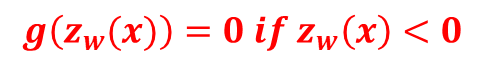 g(z_w(x)) = 0 if z_w(x) < 0